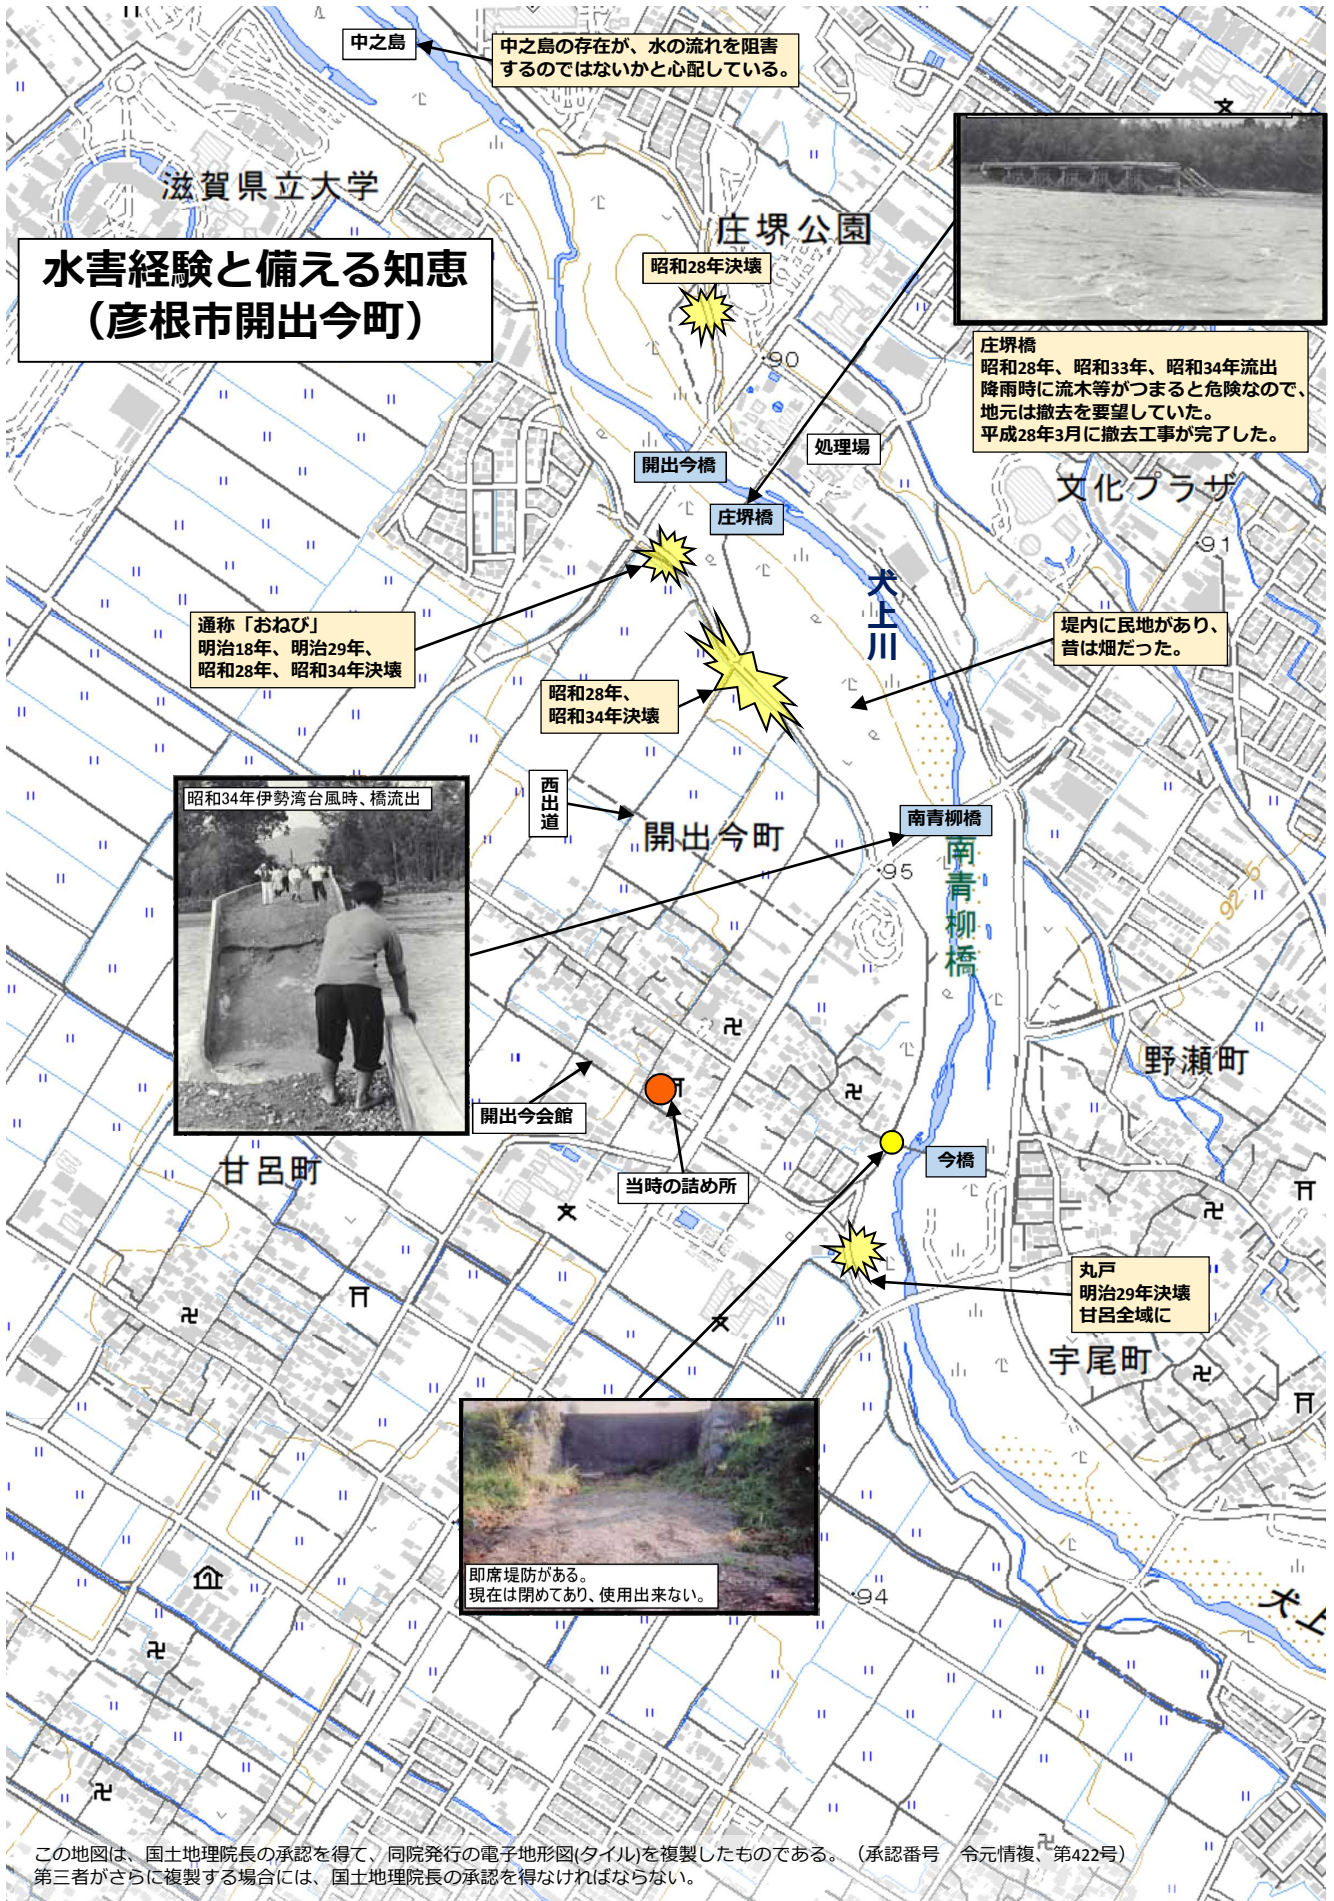 中之島
中之島の存在が、水の流れを阻害
するのではないかと心配している。
滋賀県立大学
庄堺公園
水害経験と備える知恵
（彦根市開出今町）
昭和28年決壊
90
庄堺橋
昭和28年、昭和33年、昭和34年流出
降雨時に流木等がつまると危険なので、
地元は撤去を要望していた。
平成28年3月に撤去工事が完了した。
処理場
開出今橋
文化プラザ
庄堺橋
91
犬上川
通称「おねび」
明治18年、明治29年、
昭和28年、昭和34年決壊
堤内に民地があり、
昔は畑だった。
昭和28年、
昭和34年決壊
昭和34年伊勢湾台風時、橋流出
西出道
開出今町
南青柳橋
南青柳橋
95
92.5
野瀬町
開出今会館
甘呂町
当時の詰め所
今橋
丸戸
明治29年決壊
甘呂全域に
宇尾町
即席堤防がある。
現在は閉めてあり、使用出来ない。
94
犬上
この地図は、国土地理院長の承認を得て、同院発行の電子地形図(タイル)を複製したものである。（承認番号　令元情複、第422号）
第三者がさらに複製する場合には、国土地理院長の承認を得なければならない。